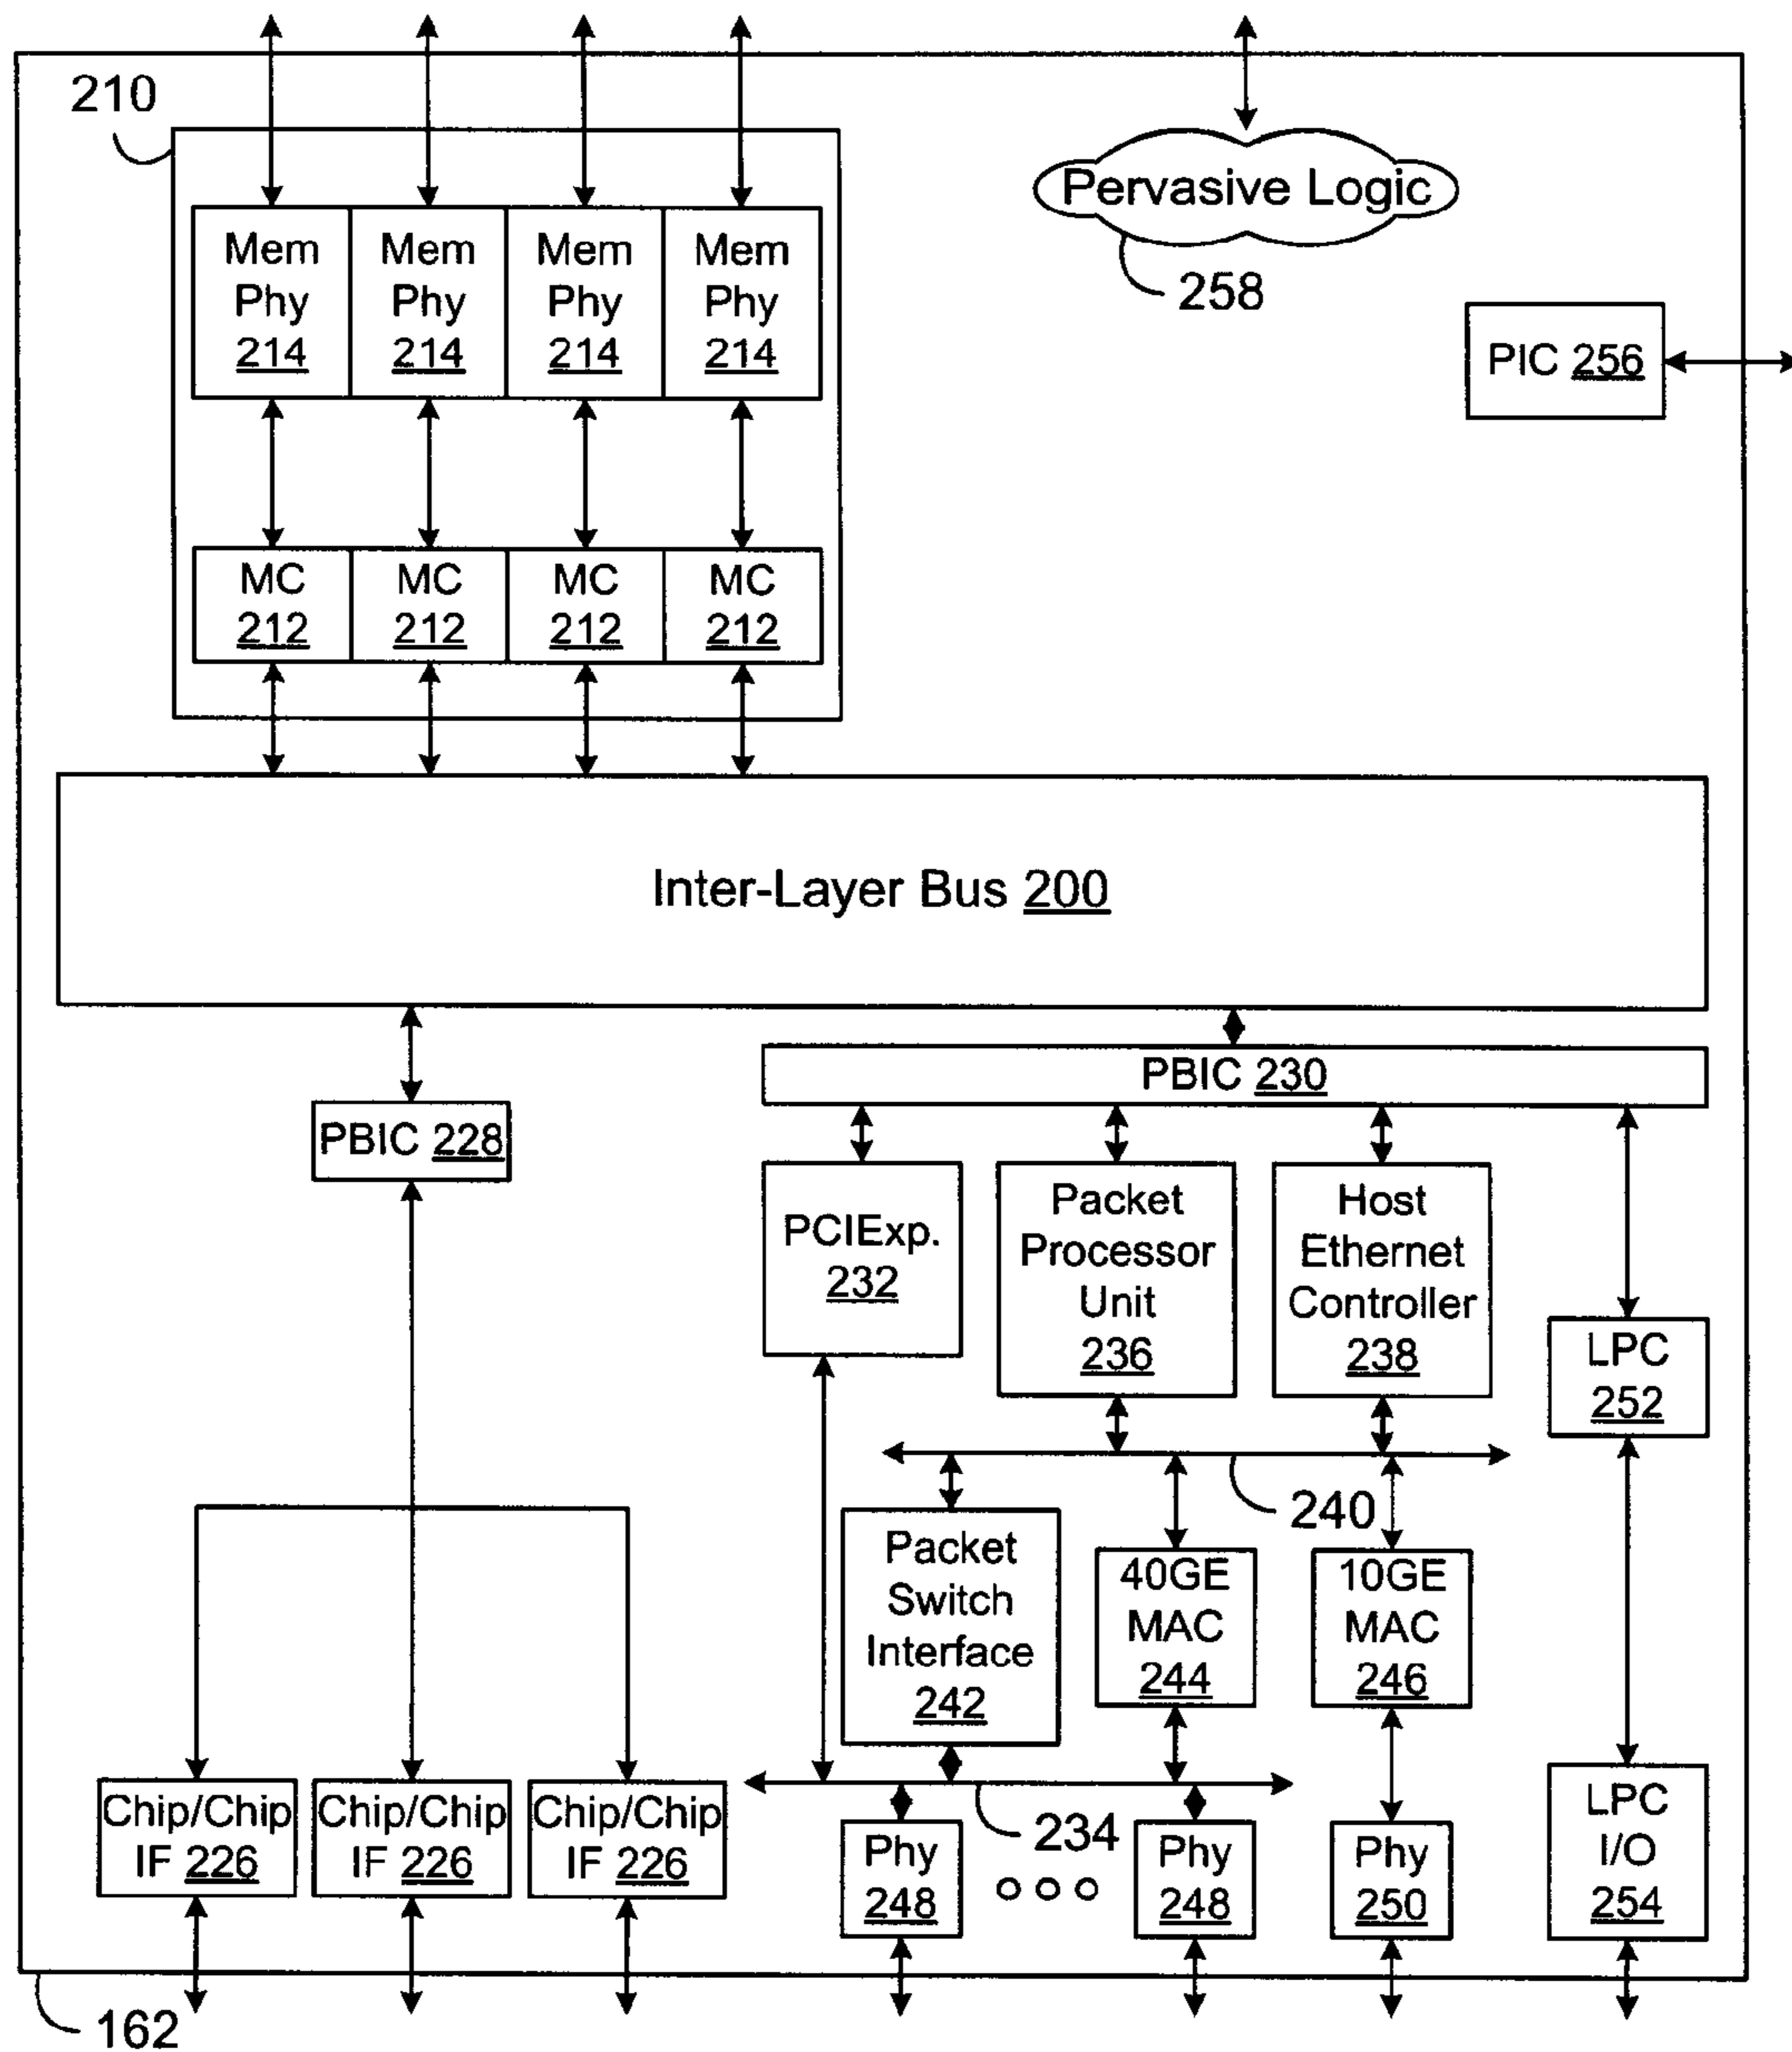 210
Mem
Phy
214
Mem
Phy
214
Mem
Phy
214
Mem
Phy
214
Pervasive Logic
258
PIC 256
MC
212
MC
212
MC
212
MC
212
Inter-Layer Bus 200
PBIC 230
PBIC 228
PCIExp.
232
Packet
Processor
Unit
236
Host
Ethernet
Controller
238
LPC
252
240
Packet
Switch
Interface
242
40GE
MAC
244
10GE
MAC
246
Chip/Chip
IF 226
Chip/Chip
IF 226
Chip/Chip
IF 226
234
Phy
248
Phy
248
Phy
250
LPC
I/O
254
162